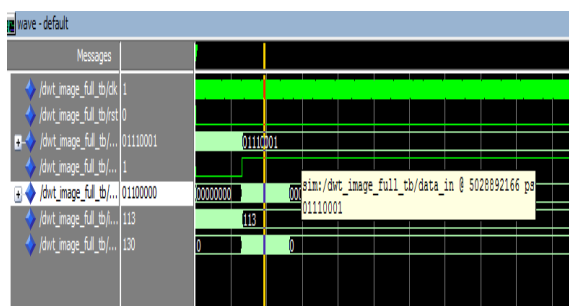 wave - default
Messages
/dwt_image_full_tb/clk 1
/dwt_image_full_tb/rst 0
/dwt_image_full_tb/... 01110001 01110001
/dwt_image_full_tb/... 1
/dwt_image_full_tb/... 01100000 00000000 000
sim:/dwt_image_full_tb/data_in @ 5028892166 ps
01110001
/dwt_image_full_tb/i... 113 113
/dwt_image_full_tb/... 130 0 0